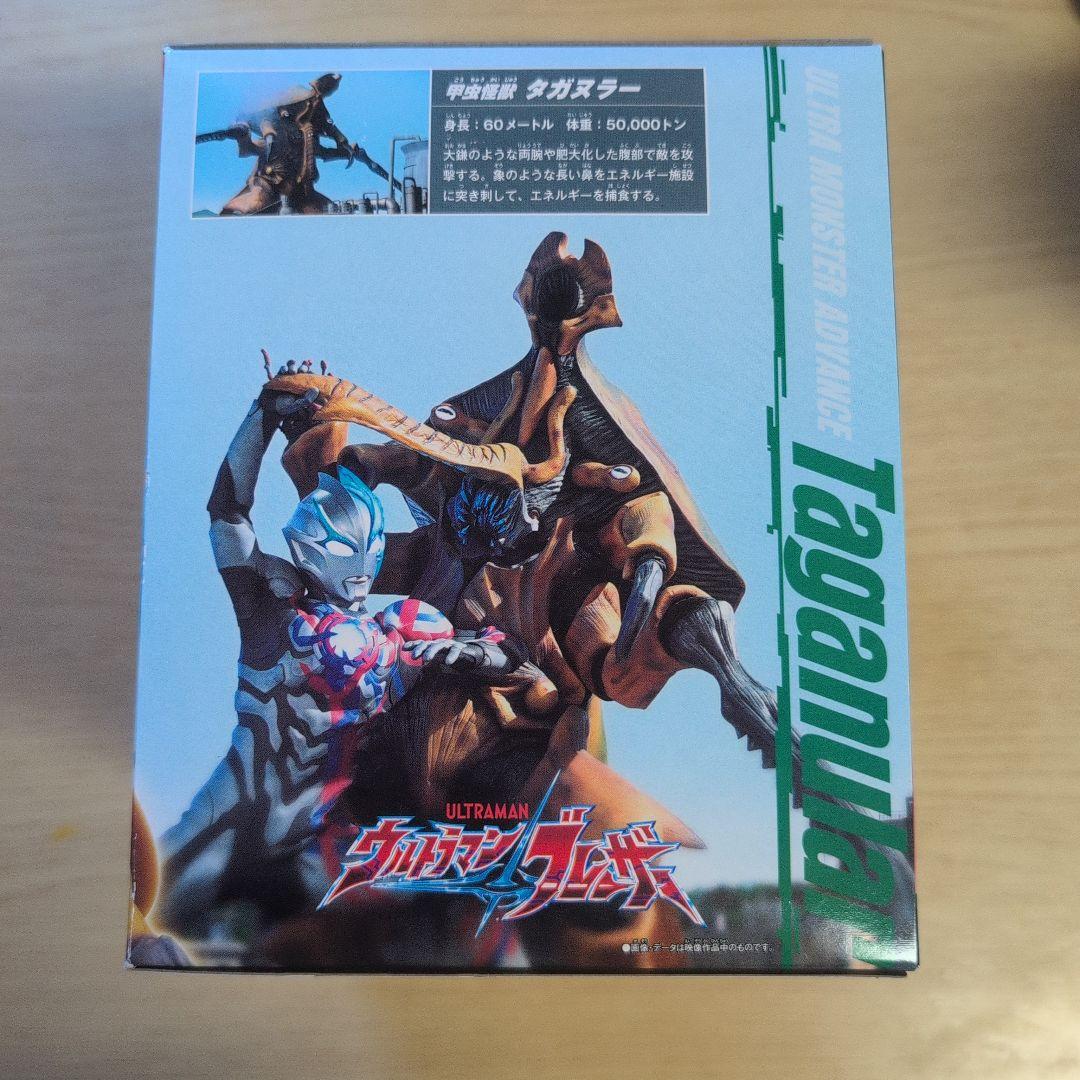 甲虫怪獣 タガヌラー
身長：60メートル 体重：50,000トン
大鎌のような両腕や肥大化した腹部で敵を攻
撃する。象のような長い鼻をエネルギー施設
に突き刺して、エネルギーを捕食する。
ULTRA MONSTER ADVANCE
Taganular
ULTRAMAN
ウルトラマンブレーザー
●画像・データは映像作品中のものです。